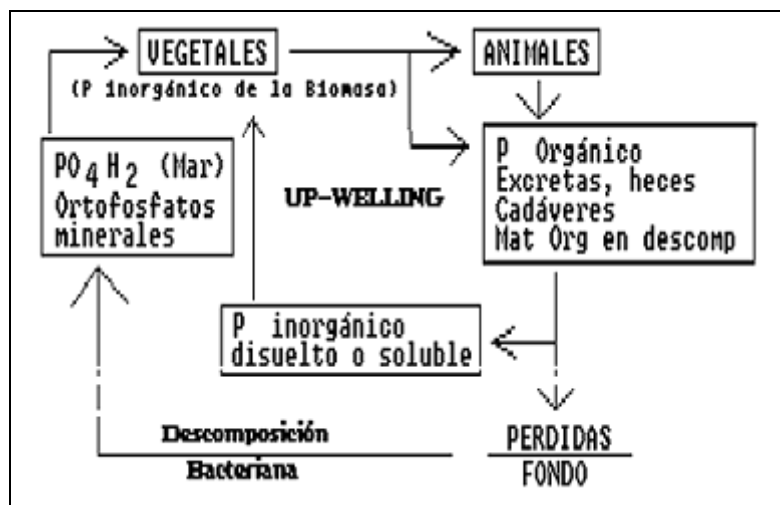 VEGETALES
ANIMALES
(P inorgánico de la Biomasa)
PO4H2 (Mar)
Ortofosfatos
minerales
UP-WELLING
P Orgánico
Excretas, heces
Cadáveres
Mat Org en descomp
P inorgánico
disuelto o soluble
Descomposición
Bacteriana
PERDIDAS
FONDO